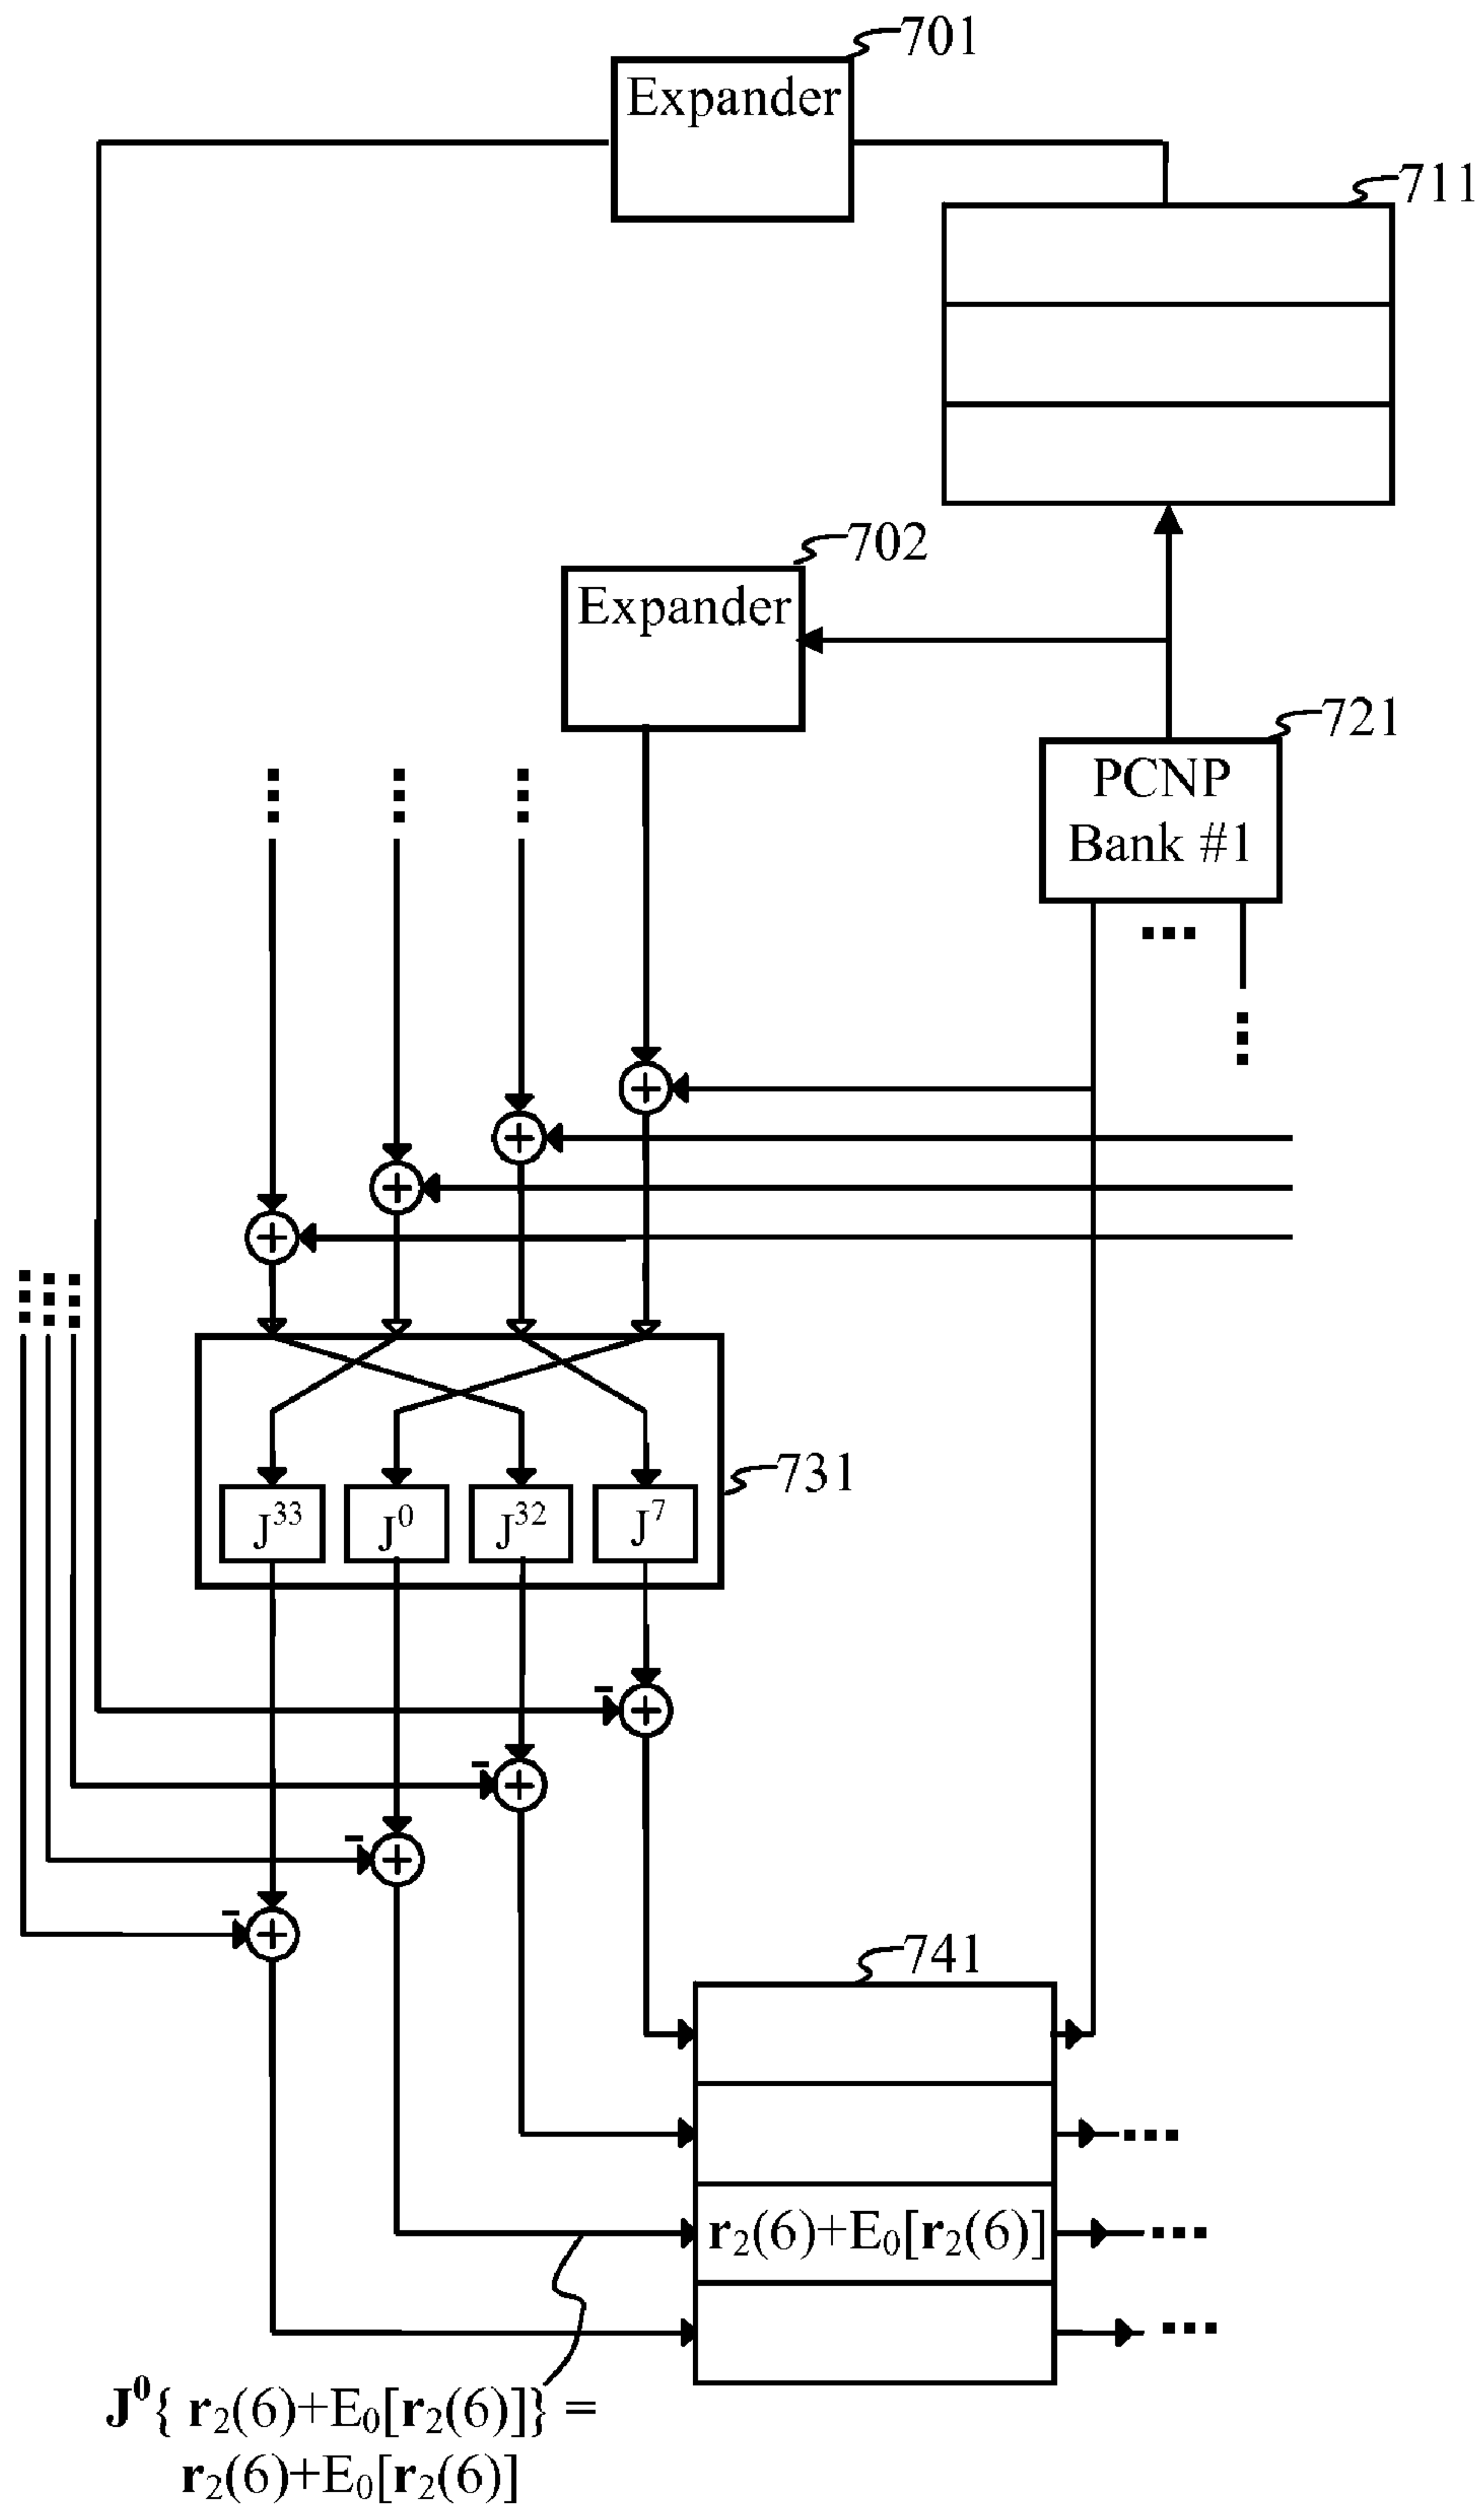 701
Expander
711
702
Expander
721
PCNP
Bank #1
731
J³³ J⁰ J³² J⁷
741
r₂(6)+E₀[r₂(6)]
J⁰{ r₂(6)+E₀[r₂(6)]} =
r₂(6)+E₀[r₂(6)]